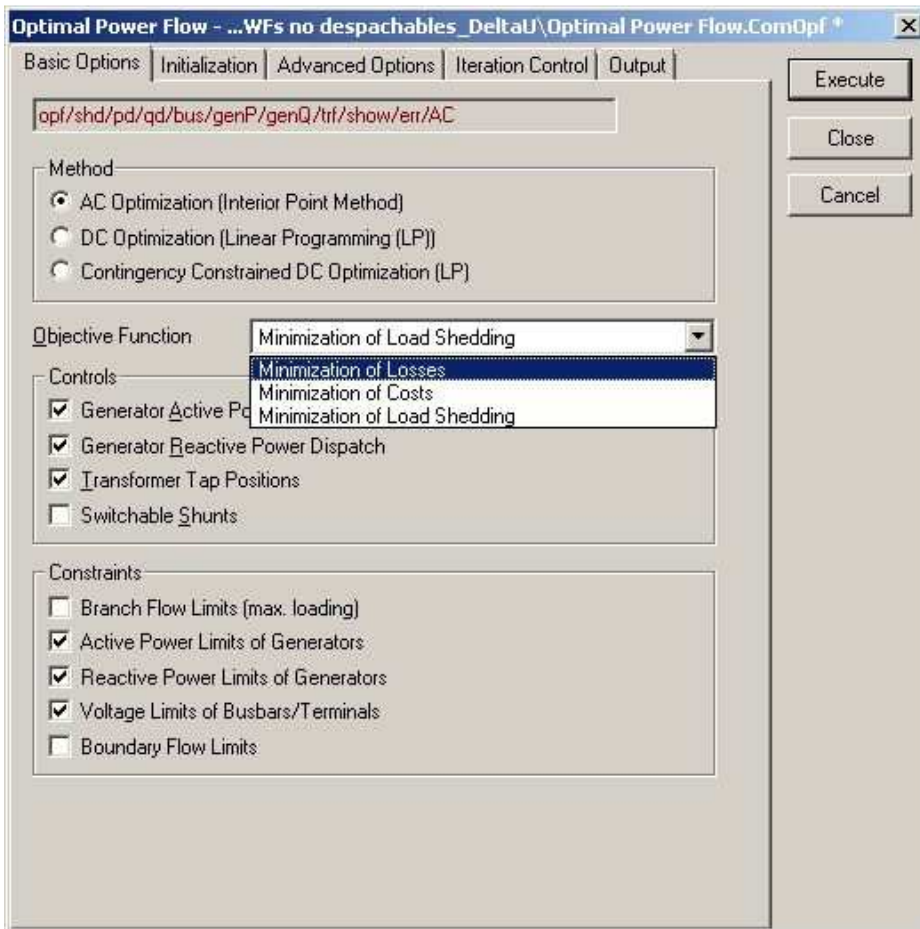 Optimal Power Flow - ...WFs no despachables_DeltaU\Optimal Power Flow.ComOpf *
Basic Options Initialization Advanced Options Iteration Control Output
Execute
Close
Cancel
opf/shd/pd/qd/bus/genP/genQ/trf/show/err/AC
Method
AC Optimization (Interior Point Method)
DC Optimization (Linear Programming (LP))
Contingency Constrained DC Optimization (LP)
Objective Function Minimization of Load Shedding
Minimization of Losses
Minimization of Costs
Minimization of Load Shedding
Controls
Generator Active Po
Generator Reactive Power Dispatch
Transformer Tap Positions
Switchable Shunts
Constraints
Branch Flow Limits (max. loading)
Active Power Limits of Generators
Reactive Power Limits of Generators
Voltage Limits of Busbars/Terminals
Boundary Flow Limits